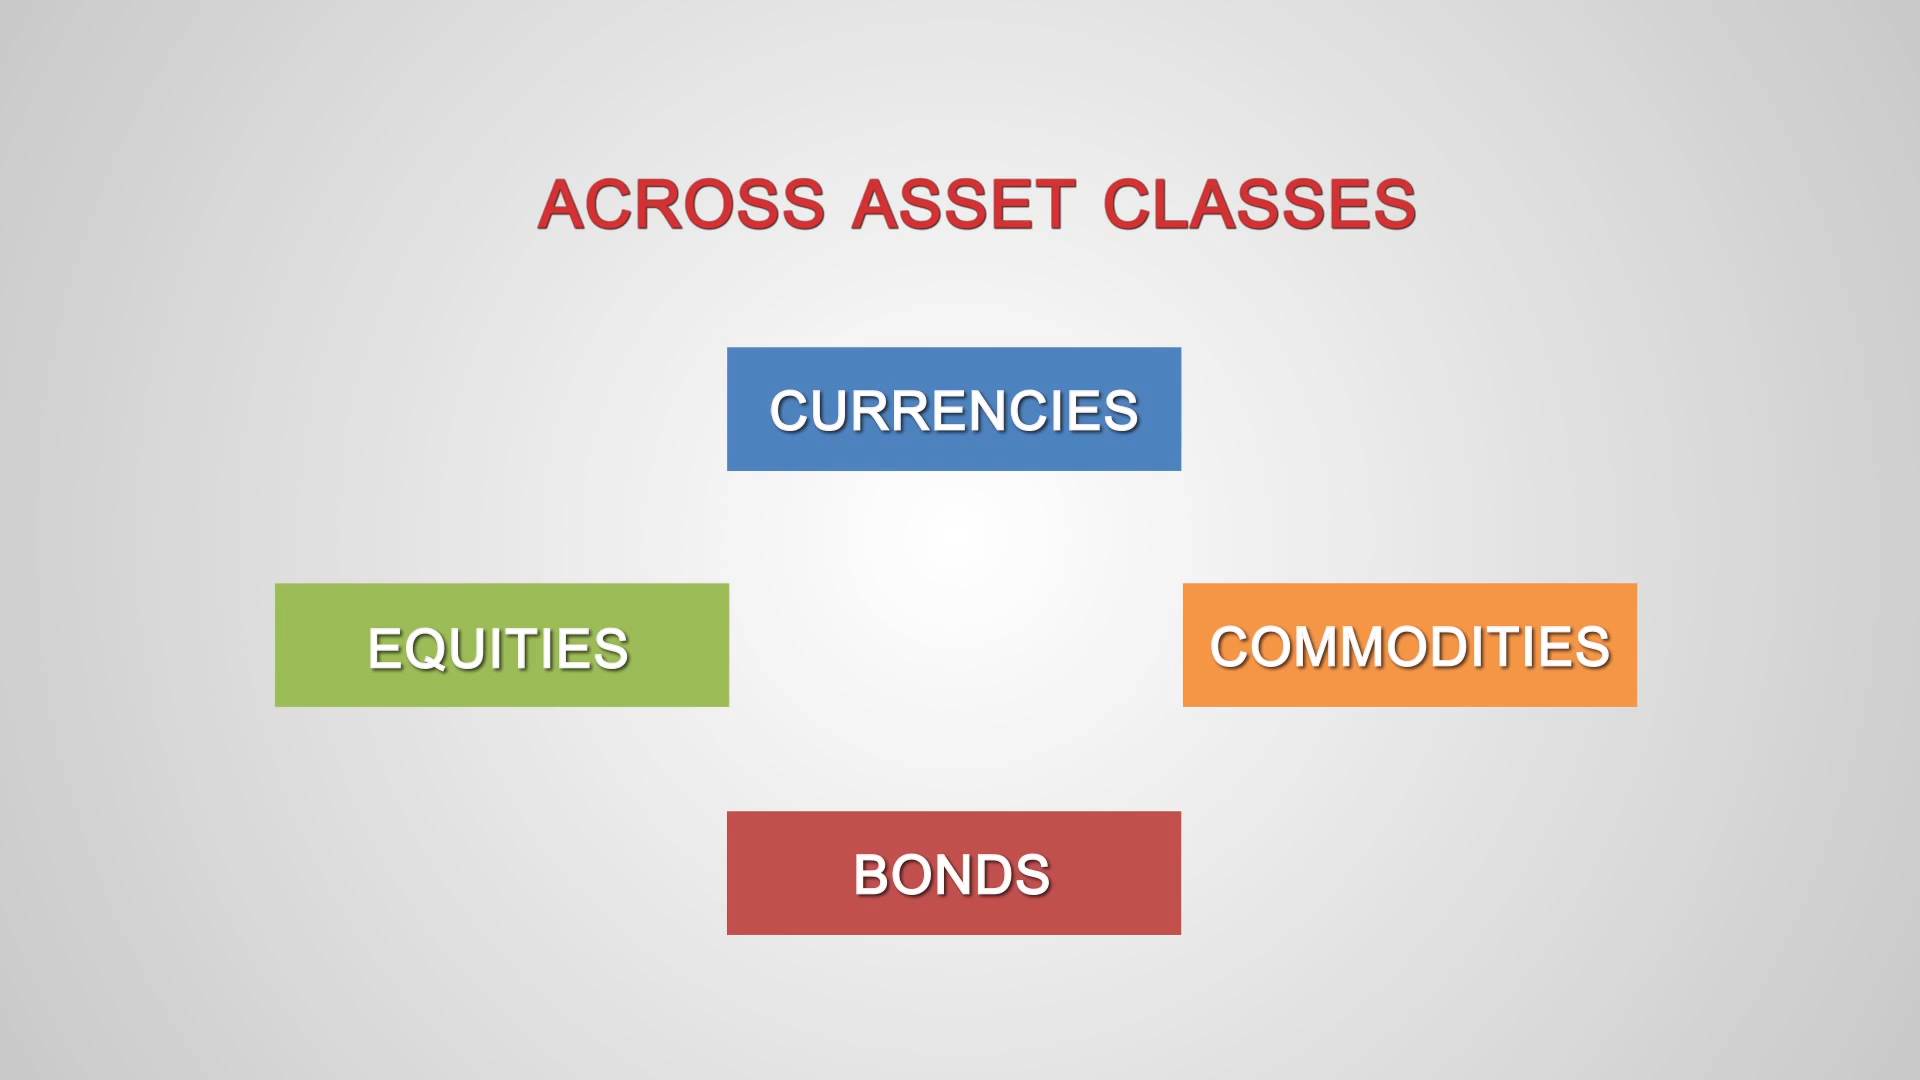 ACROSS ASSET CLASSES
CURRENCIES
EQUITIES
COMMODITIES
BONDS